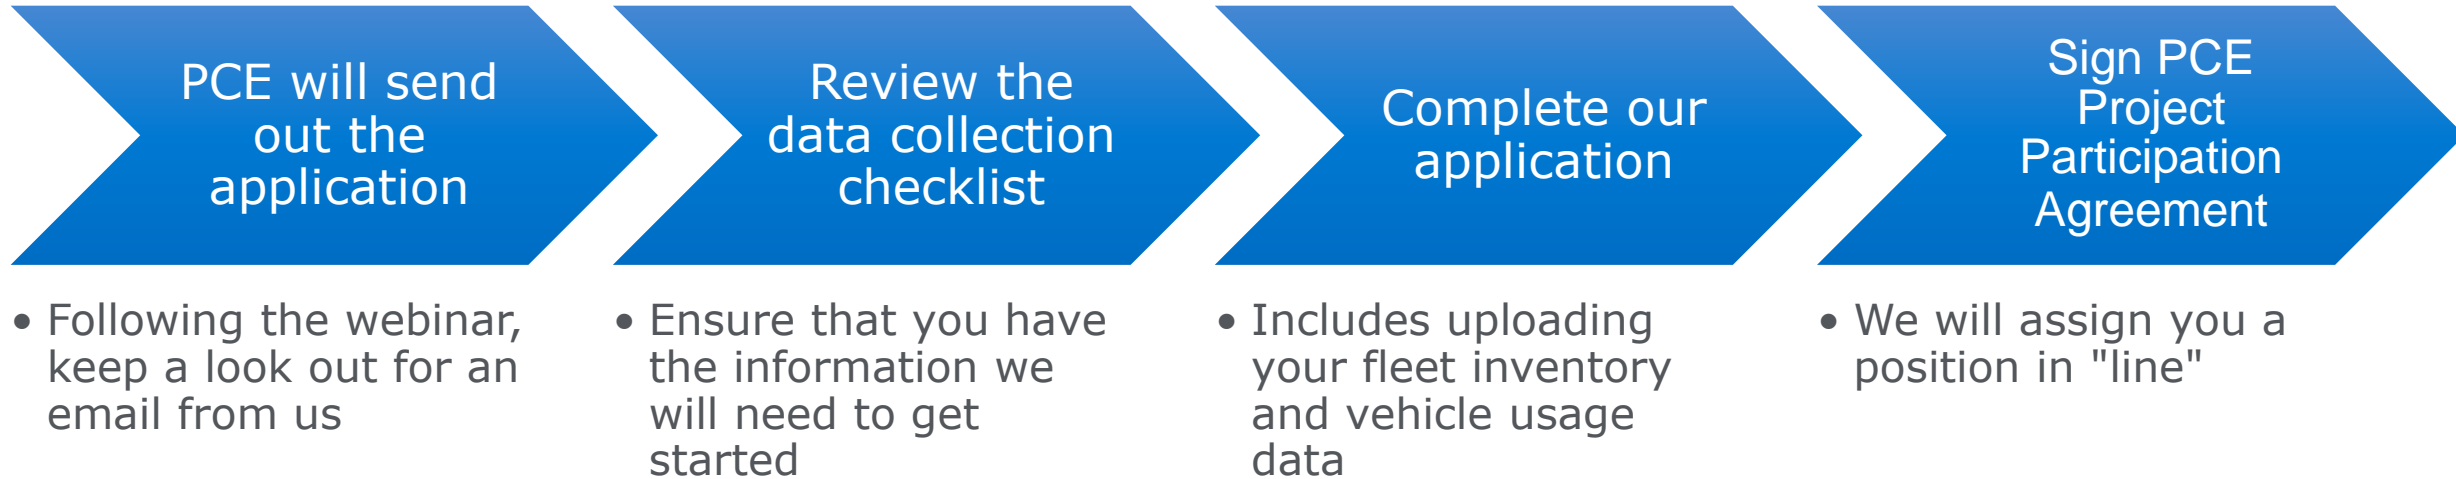 PCE will send
out the
application
• Following the webinar,
keep a look out for an
email from us
Review the
data collection
checklist
• Ensure that you have
the information we
will need to get
started
Complete our
application
• Includes uploading
your fleet inventory
and vehicle usage
data
Sign PCE
Project
Participation
Agreement
• We will assign you a
position in "line"